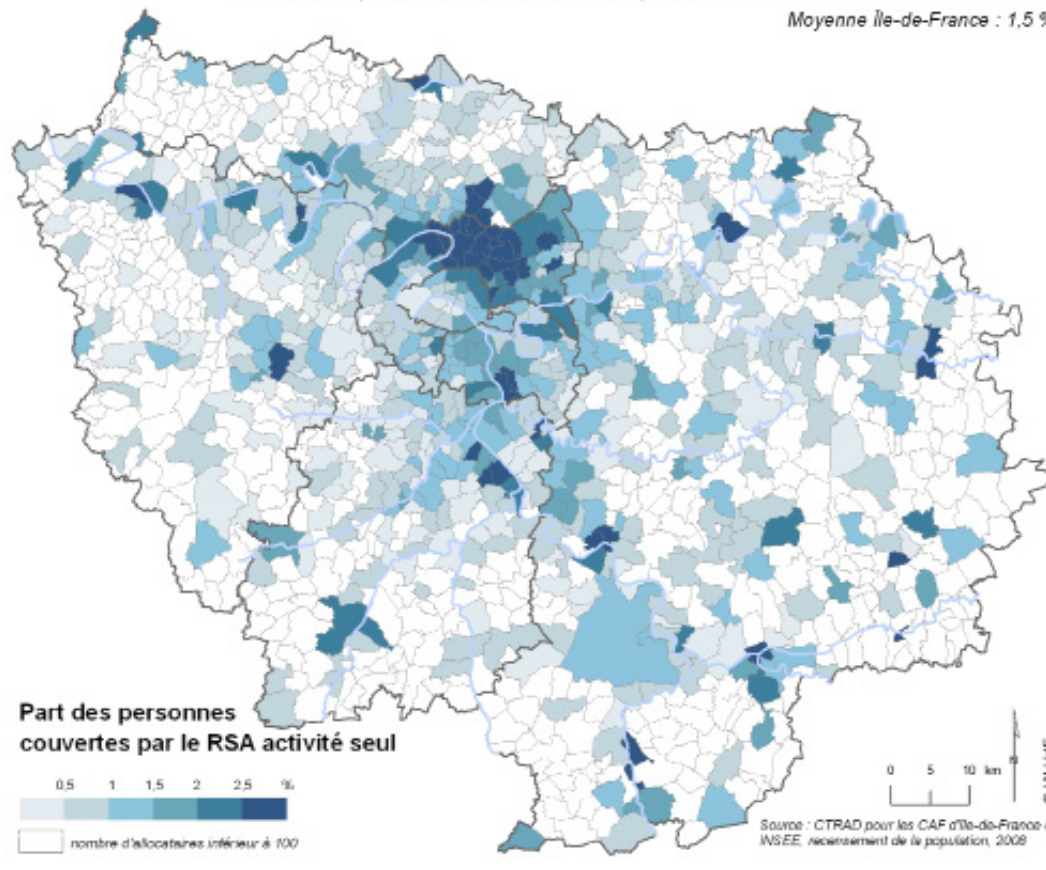 Moyenne Île-de-France : 1,5 %
Part des personnes
couvertes par le RSA activité seul
0,5 1 1,5 2 2,5 %
nombre d'allocataires inférieur à 100
0 5 10 km
N
Source : CTRAD pour les CAF d'Île-de-France
INSEE, recensement de la population, 2008